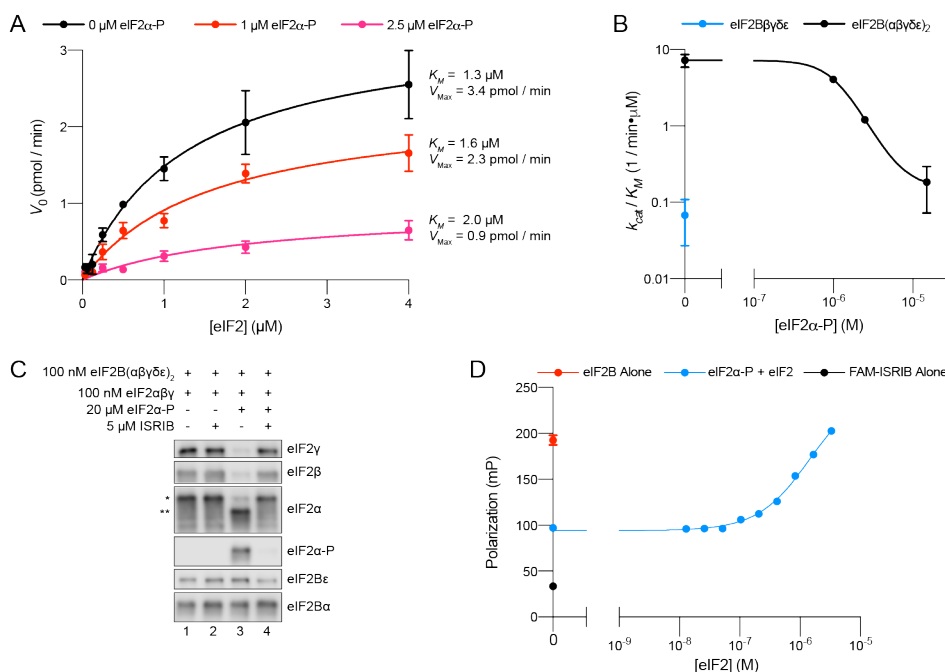 A
0 µM eIF2α-P 1 µM eIF2α-P 2.5 µM eIF2α-P
3
2
1
0
V0 (pmol / min)
KM = 1.3 µM
VMax = 3.4 pmol / min
KM = 1.6 µM
VMax = 2.3 pmol / min
KM = 2.0 µM
VMax = 0.9 pmol / min
0 1 2 3 4
[eIF2] (µM)
B
eIF2Bβγδε eIF2B(αβγδε)2
10
1
0.1
0.01
kcat / KM (1 / min•µM)
0 10-7 10-6 10-5
[eIF2α-P] (M)
C
100 nM eIF2B(αβγδε)2 + + + +
100 nM eIF2αβγ + + + +
20 µM eIF2α-P - - + +
5 µM ISRIB - + - +
eIF2γ
eIF2β
*
** eIF2α
eIF2α-P
eIF2Bε
eIF2Bα
1 2 3 4
D
eIF2B Alone eIF2α-P + eIF2 FAM-ISRIB Alone
250
200
150
100
50
0
Polarization (mP)
0 10-9 10-8 10-7 10-6 10-5
[eIF2] (M)